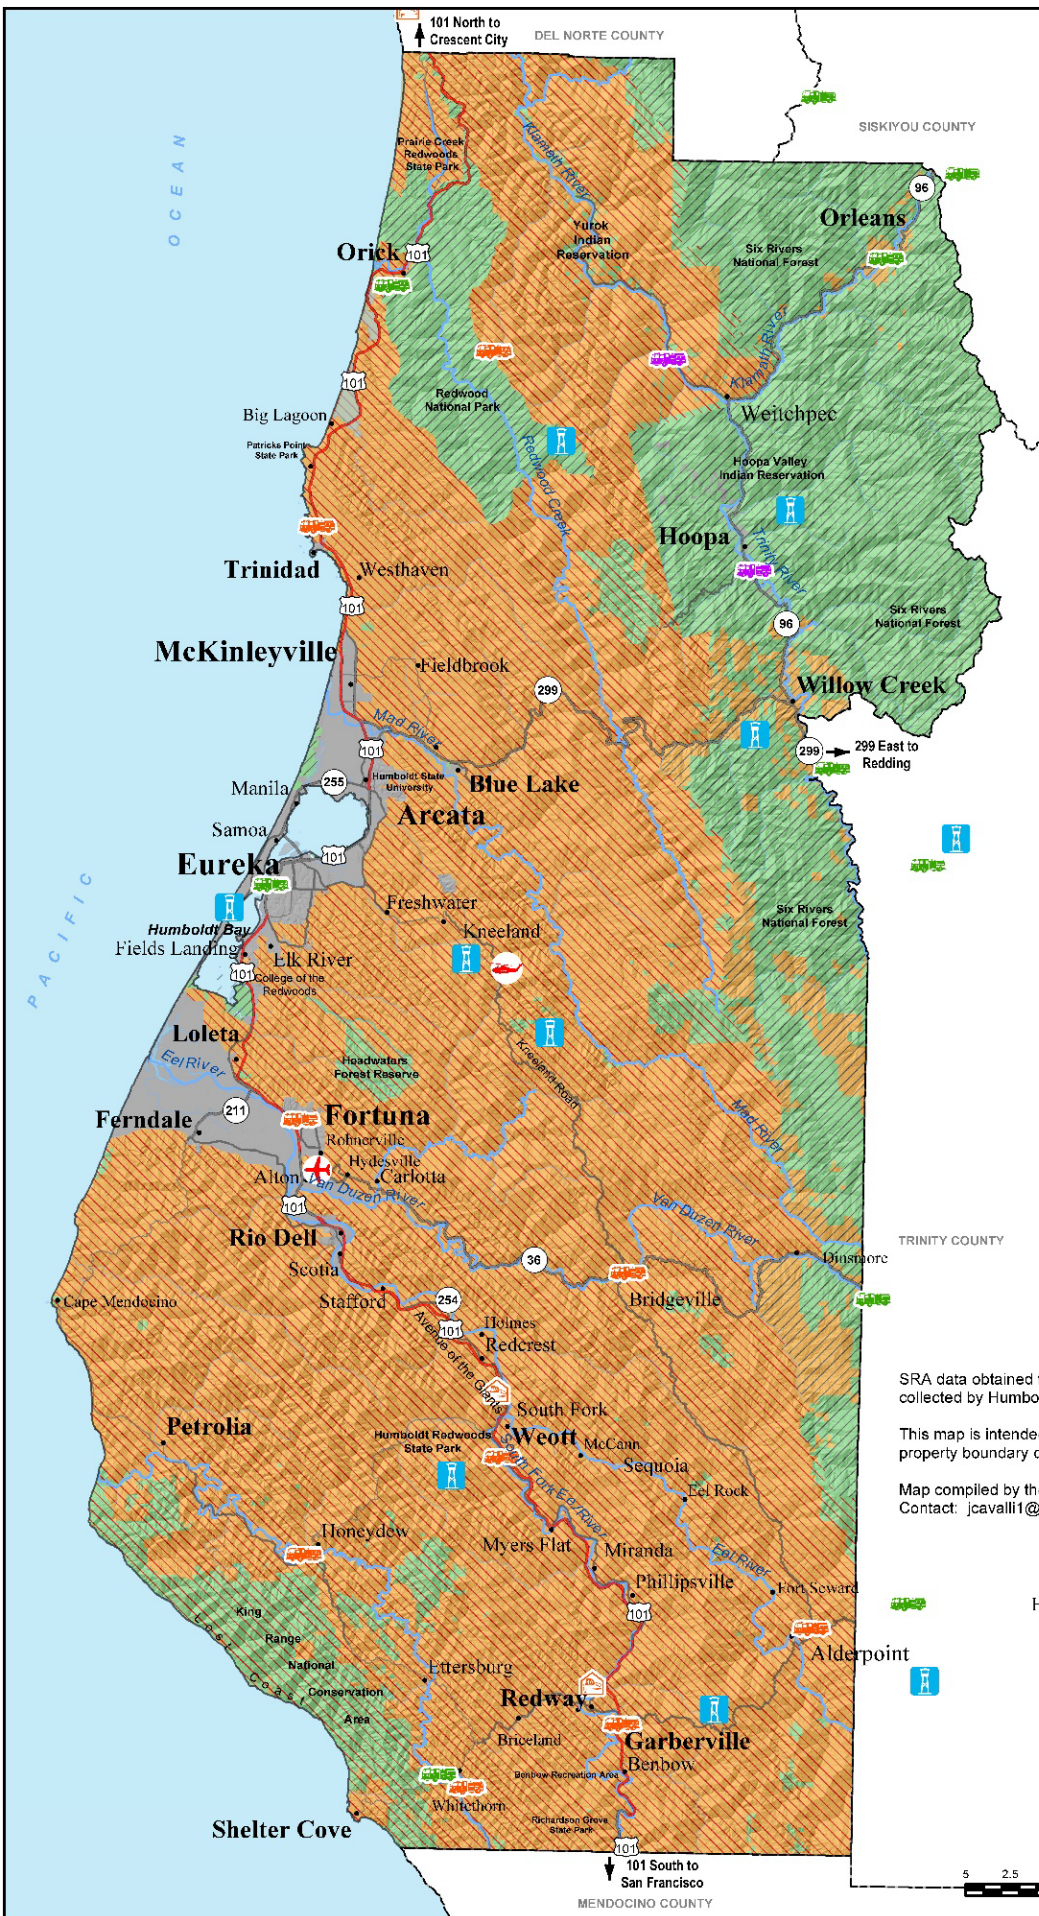 101 North to
Crescent City
DEL NORTE COUNTY
SISKIYOU COUNTY
OCEAN
Prairie Creek
Redwoods
State Park
Klamath River
96
Orleans
Yurok
Indian
Reservation
Six Rivers
National Forest
Orick
101
Klamath River
101
Redwood
National Park
Weitchpec
Big Lagoon
Patricks Point
State Park
Redwood Creek
Hoopa Valley
Indian Reservation
Hoopa
Trinity River
Trinidad
Westhaven
101
96
Six Rivers
National Forest
McKinleyville
Fieldbrook
299
Willow Creek
Mad River
101
299
299 East to
Redding
Humboldt State
University
Blue Lake
255
Manila
Arcata
Samoa
101
Eureka
PACIFIC
Freshwater
Kneeland
Six Rivers
National Forest
Humboldt Bay
Fields Landing
Elk River
101
College of the
Redwoods
Loleta
Eel River
Headwaters
Forest Reserve
Kneeland Road
211
Fortuna
Ferndale
Mad River
Rohnerville
Hydesville
Alton
Carlotta
Van Duzen River
101
Van Duzen River
Rio Dell
TRINITY COUNTY
36
Dinsmore
Scotia
Stafford
254
Bridgeville
Cape Mendocino
101
Holmes
Redcrest
Avenue of the Giants
SRA data obtained
collected by Humbo
South Fork
Petrolia
Humboldt Redwoods
State Park
Weott
McCann
This map is intende
property boundary
Sequoia
South Fork Eel River
Eel Rock
Map compiled by the
Contact: jcavalli1@
Honeydew
Myers Flat
Miranda
Eel River
Phillipsville
Fort Seward
101
H
King
Range
National
Conservation
Area
Lost Coast
Alderpoint
Ettersburg
Redway
Briceland
Garberville
Benbow
Benbow Recreation Area
Whitethorn
Richardson Grove
State Park
Shelter Cove
101
101 South to
San Francisco
MENDOCINO COUNTY
5 2.5